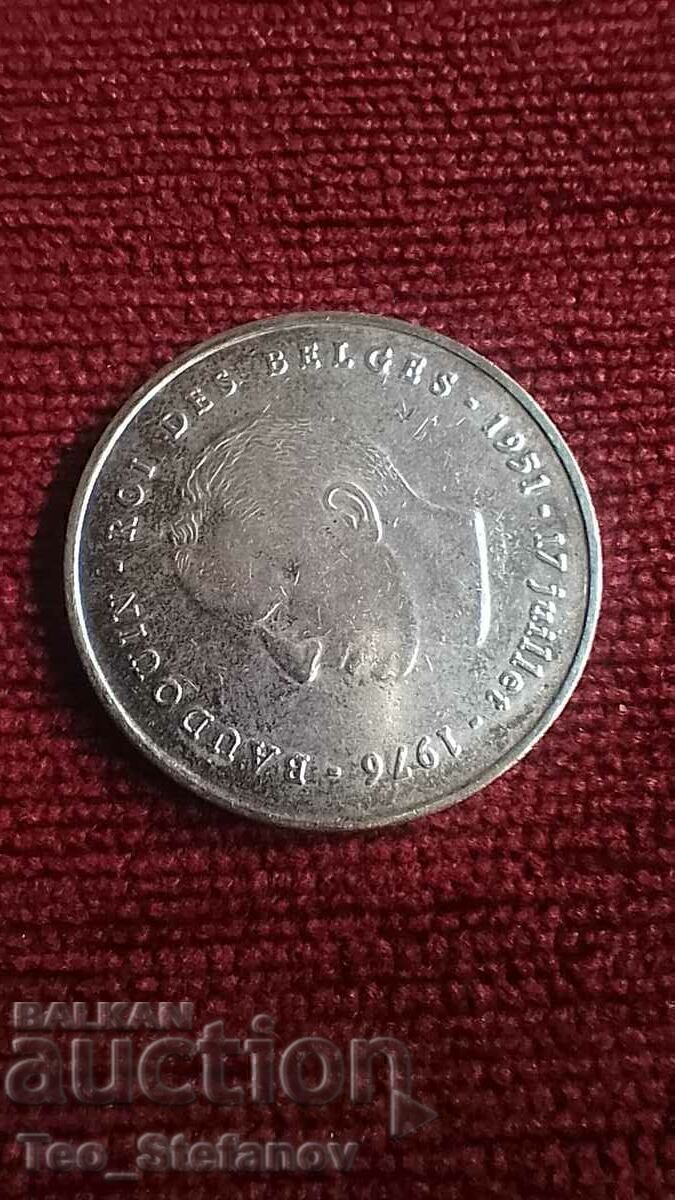 BAUDOUIN - ROI DES BELGES - 1951 - 17 juillet - 1976 -
BALKAN
auction
Teo_Stefanov